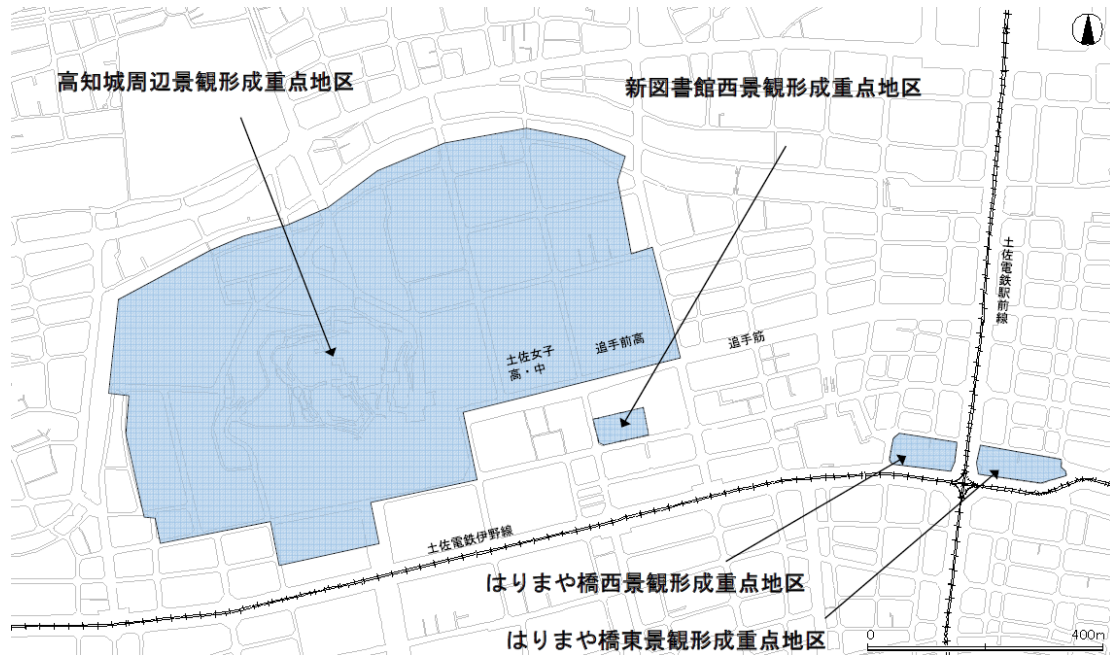 高知城周辺景観形成重点地区
新図書館西景観形成重点地区
土佐電鉄駅前線
土佐女子
高・中
追手前高
追手筋
土佐電鉄伊野線
はりまや橋西景観形成重点地区
はりまや橋東景観形成重点地区
0
400m